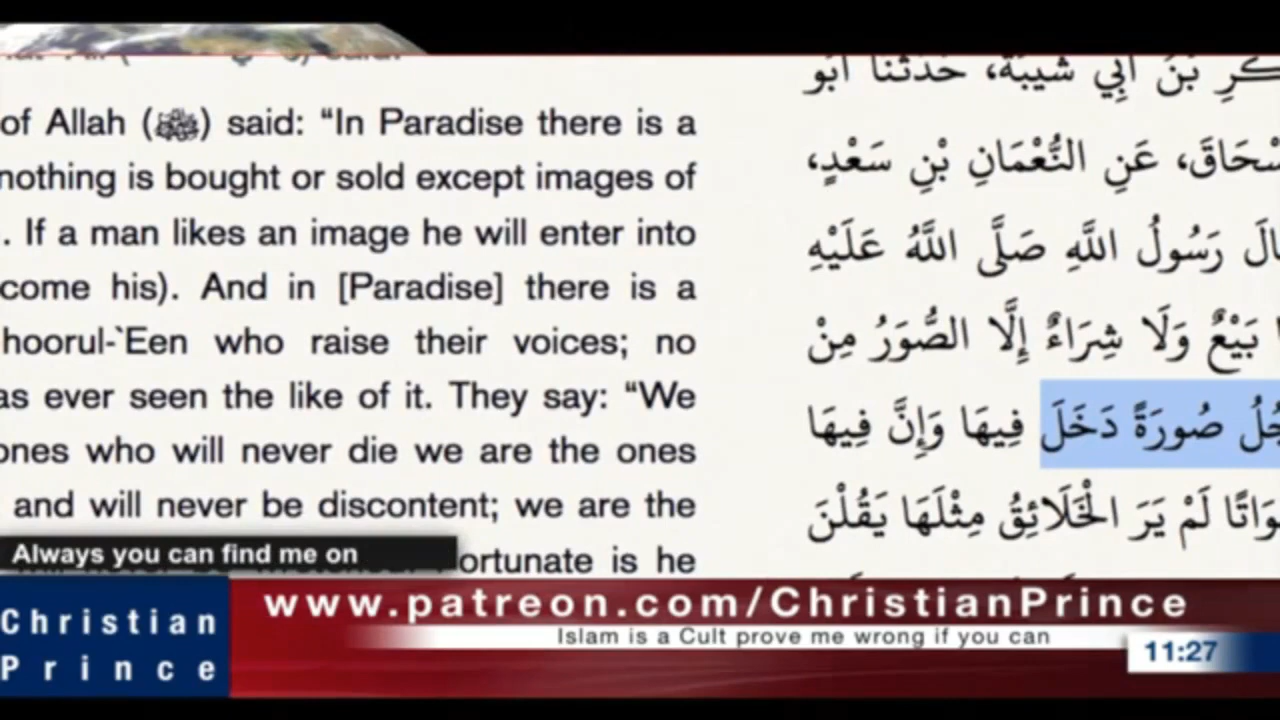 of Allah (ﷺ) said: “In Paradise there is a
nothing is bought or sold except images of
. If a man likes an image he will enter into
come his). And in [Paradise] there is a
hoorul-`Een who raise their voices; no
as ever seen the like of it. They say: “We
ones who will never die we are the ones
and will never be discontent; we are the
ortunate is he
كرِ بْنُ أَبِي شَيْبَةَ، حَدَّثَنَا أَبُو
سْحَاقَ، عَنِ النُّعْمَانِ بْنِ سَعْدٍ،
الَ رَسُولُ اللَّهِ صَلَّى اللَّهُ عَلَيْهِ
بَيْعٌ وَلَا شِرَاءٌ إِلَّا الصُّوَرُ مِنْ
جُلُ صُورَةً دَخَلَ فِيهَا وَإِنَّ فِيهَا
وَاتًا لَمْ يَرَ الْخَلَائِقُ مِثْلَهَا يَقُلْنَ
Always you can find me on
Christian
Prince
www.patreon.com/ChristianPrince
Islam is a Cult prove me wrong if you can
11:27